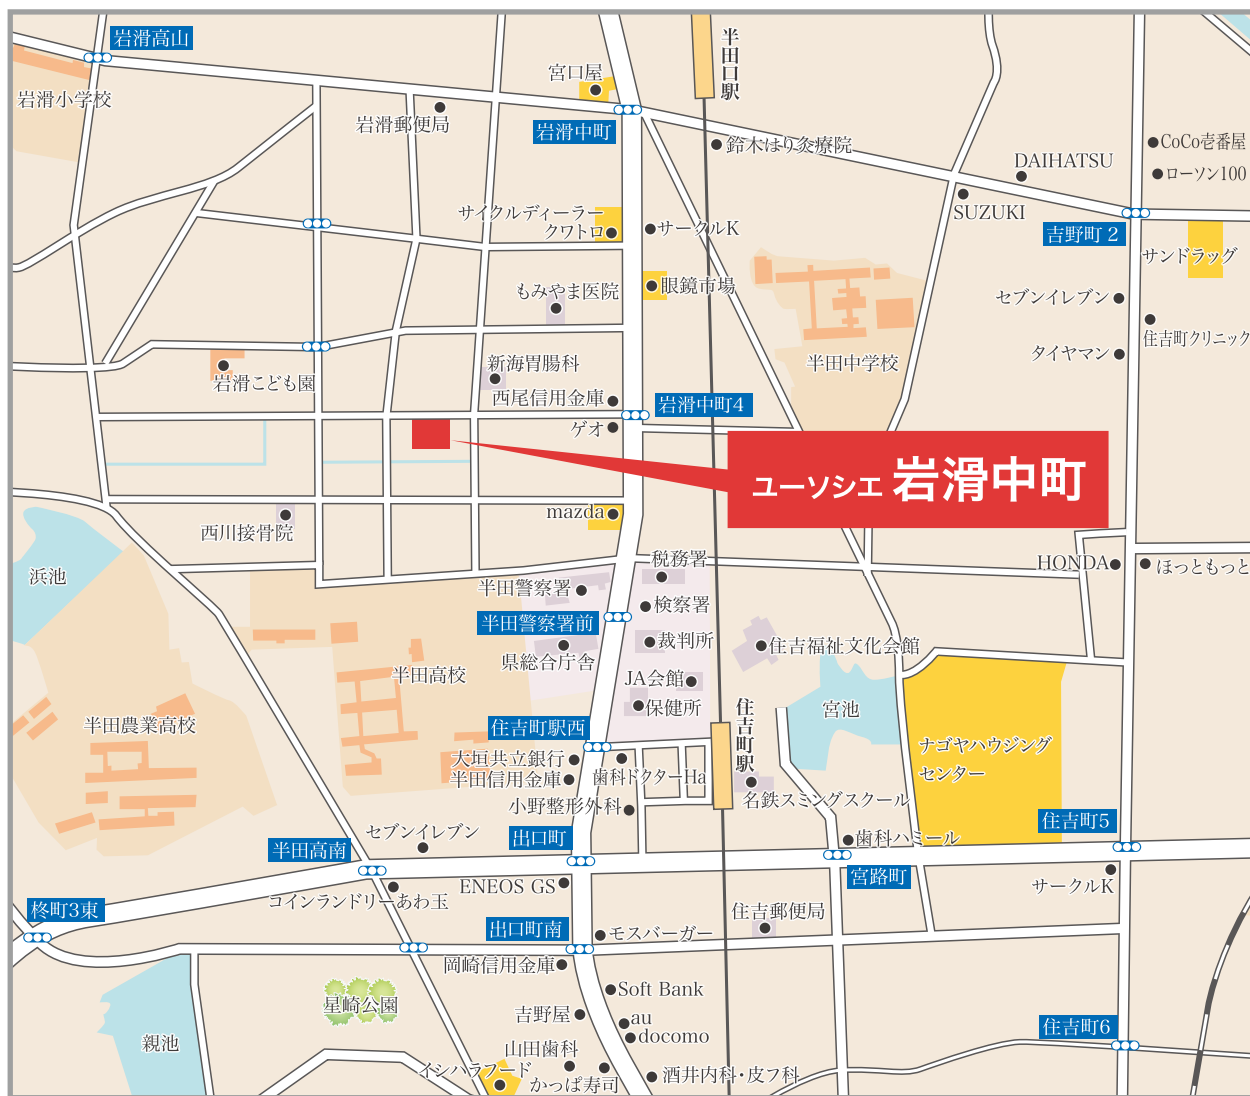 岩滑高山
半田口駅
宮口屋
岩滑小学校
岩滑郵便局
岩滑中町
鈴木はり灸療院
CoCo壱番屋
DAIHATSU
ローソン100
SUZUKI
サイクルディーラー
クワトロ
サークルK
吉野町2
サンドラッグ
もみやま医院
眼鏡市場
セブンイレブン
住吉町クリニック
タイヤマン
新海胃腸科
半田中学校
岩滑こども園
西尾信用金庫
岩滑中町4
ゲオ
ユーソシエ 岩滑中町
mazda
西川接骨院
税務署
HONDA
ほっともっと
浜池
半田警察署
検察署
半田警察署前
裁判所
住吉福祉文化会館
県総合庁舎
半田高校
JA会館
保健所
宮池
半田農業高校
住吉町駅西
住吉町駅
ナゴヤハウジング
センター
大垣共立銀行
半田信用金庫
歯科ドクターHa
名鉄スミングスクール
小野整形外科
住吉町5
セブンイレブン
出口町
歯科ハミール
半田高南
宮路町
ENEOS GS
サークルK
コインランドリーあわ玉
柊町3東
住吉郵便局
出口町南
モスバーガー
岡崎信用金庫
Soft Bank
星崎公園
吉野屋
au
docomo
住吉町6
親池
山田歯科
イシハラフード
かっぱ寿司
酒井内科・皮フ科